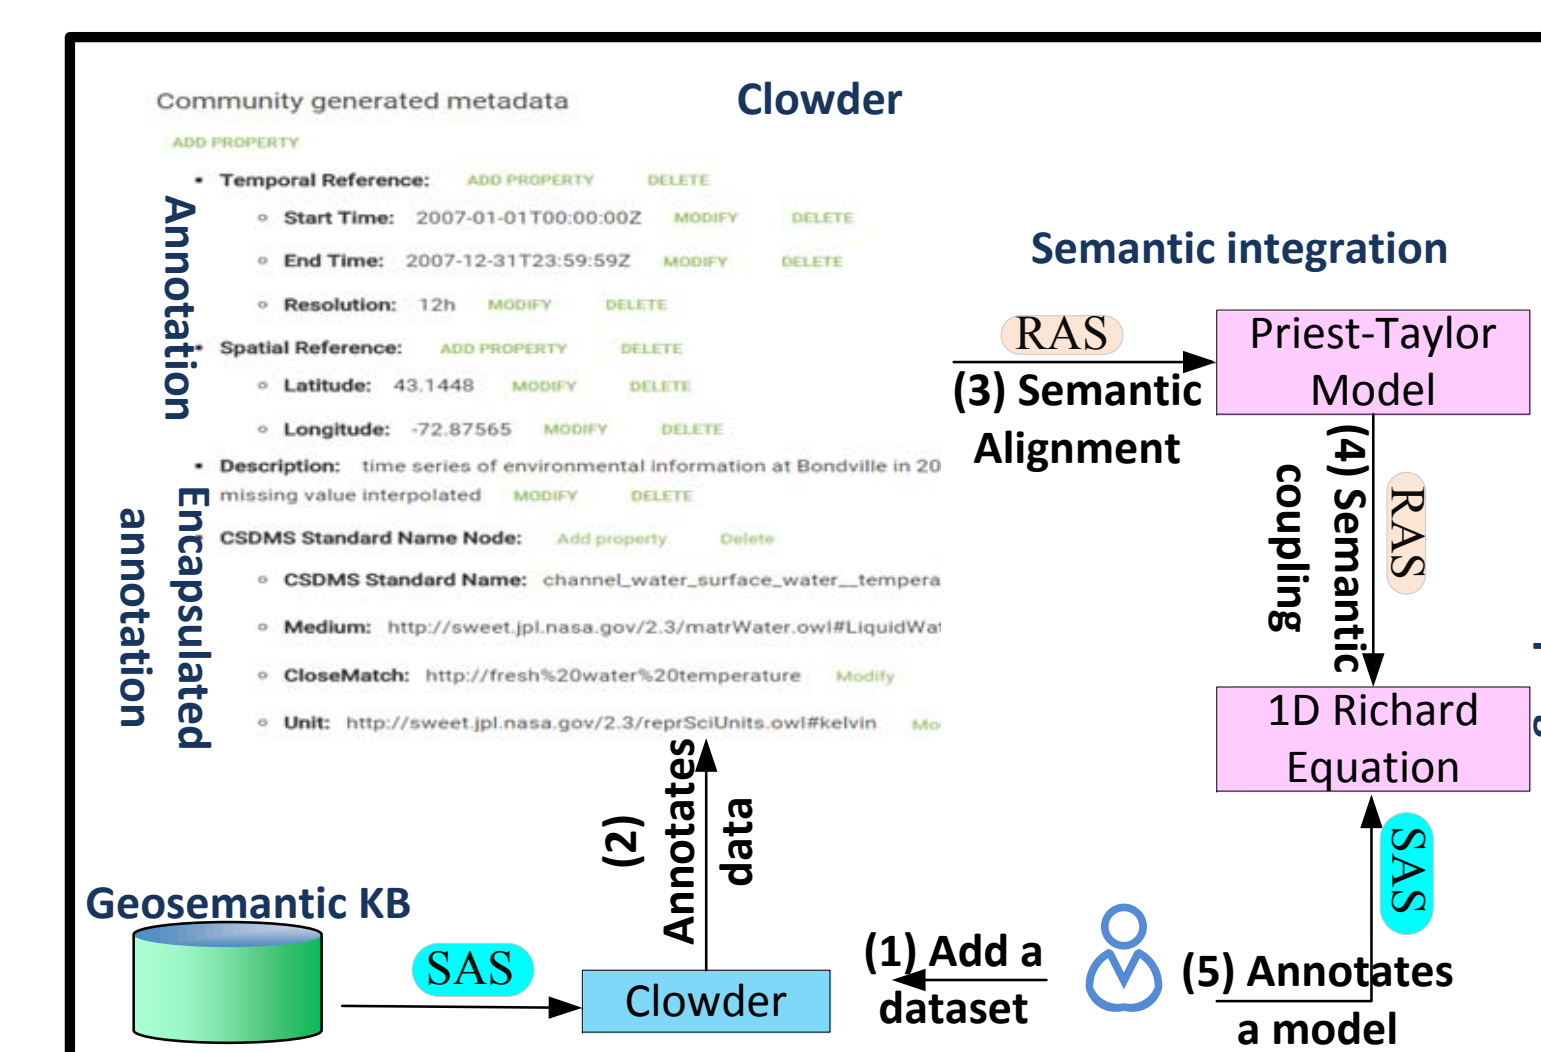 Clowder
Community generated metadata
ADD PROPERTY
• Temporal Reference: ADD PROPERTY DELETE
◦ Start Time: 2007-01-01T00:00:00Z MODIFY DELETE
◦ End Time: 2007-12-31T23:59:59Z MODIFY DELETE
◦ Resolution: 12h MODIFY DELETE
• Spatial Reference: ADD PROPERTY DELETE
◦ Latitude: 43.1448 MODIFY DELETE
◦ Longitude: -72.87565 MODIFY DELETE
• Description: time series of environmental information at Bondville in 20
missing value interpolated MODIFY DELETE
CSDMS Standard Name Node: Add property Delete
◦ CSDMS Standard Name: channel_water_surface_water__tempera
◦ Medium: http://sweet.jpl.nasa.gov/2.3/matrWater.owl#LiquidWat
◦ CloseMatch: http://fresh%20water%20temperature Modify
◦ Unit: http://sweet.jpl.nasa.gov/2.3/reprSciUnits.owl#kelvin Mo
Annotation
Encapsulated
annotation
Semantic integration
RAS
(3) Semantic
Alignment
Priest-Taylor
Model
(4) Semantic
coupling
RAS
1D Richard
Equation
SAS
(2)
Annotates
data
Geosemantic KB
SAS
Clowder
(1) Add a
dataset
(5) Annotates
a model